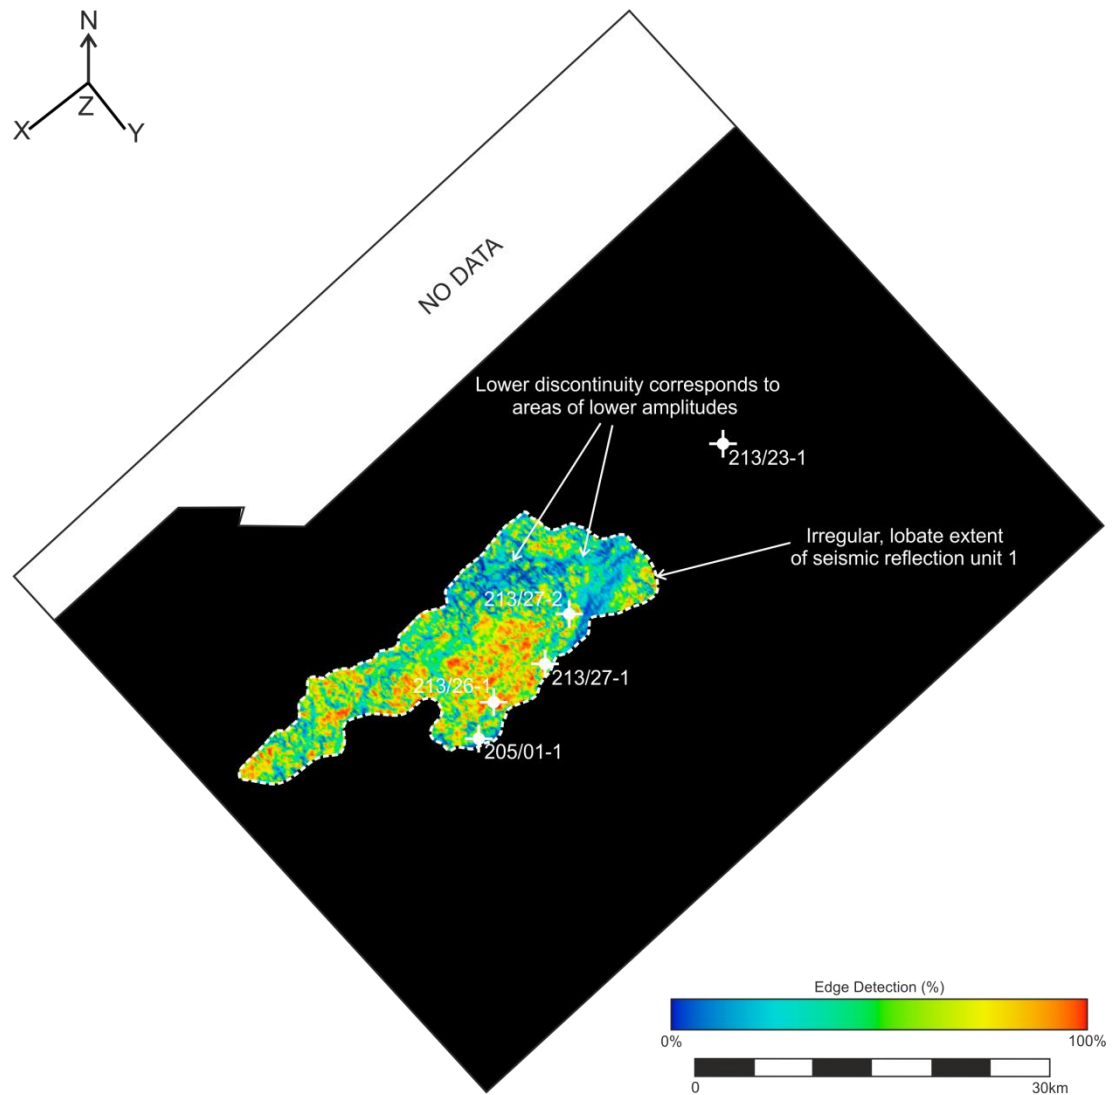 N
Z
X
Y
NO DATA
Lower discontinuity corresponds to
areas of lower amplitudes
213/23-1
Irregular, lobate extent
of seismic reflection unit 1
213/27-2
213/27-1
213/26-1
205/01-1
Edge Detection (%)
0%
100%
0
30km